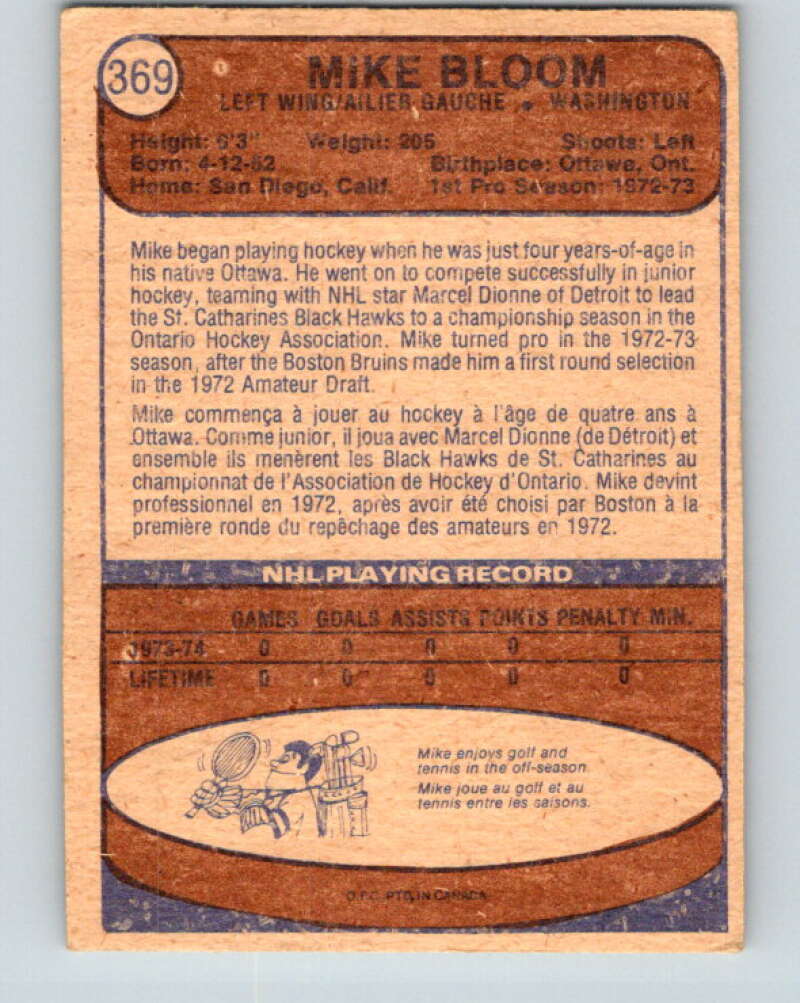 369
MIKE BLOOM
LEFT WING/AILIER GAUCHE • WASHINGTON
Height: 6'3" Weight: 205 Shoots: Left
Born: 4-12-52 Birthplace: Ottawa, Ont.
Home: San Diego, Calif. 1st Pro Season: 1972-73
Mike began playing hockey when he was just four years-of-age in
his native Ottawa. He went on to compete successfully in junior
hockey, teaming with NHL star Marcel Dionne of Detroit to lead
the St. Catharines Black Hawks to a championship season in the
Ontario Hockey Association. Mike turned pro in the 1972-73
season, after the Boston Bruins made him a first round selection
in the 1972 Amateur Draft.
Mike commença à jouer au hockey à l'âge de quatre ans à
Ottawa. Comme junior, il joua avec Marcel Dionne (de Détroit) et
ensemble ils menèrent les Black Hawks de St. Catharines au
championnat de l'Association de Hockey d'Ontario. Mike devint
professionnel en 1972, après avoir été choisi par Boston à la
première ronde du repêchage des amateurs en 1972.
NHL PLAYING RECORD
GAMES GOALS ASSISTS POINTS PENALTY MIN.
1973-74 0 0 0 0 0
LIFETIME 0 0 0 0 0
Mike enjoys golf and
tennis in the off-season.
Mike joue au golf et au
tennis entre les saisons.
O.P.C. PTD. IN CANADA